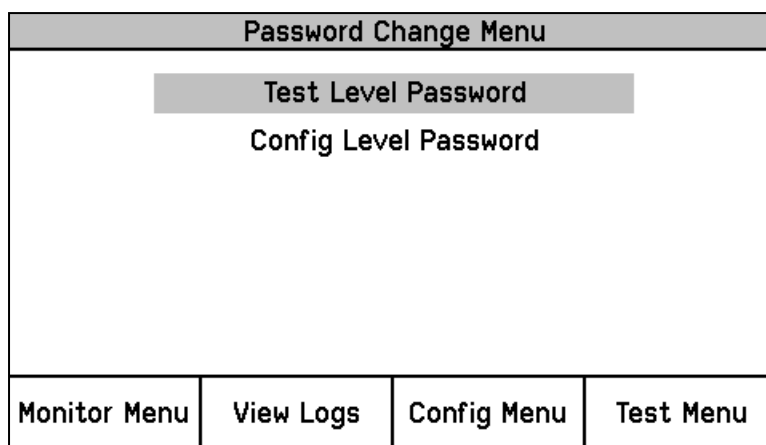 Password Change Menu
Test Level Password
Config Level Password
Monitor Menu
View Logs
Config Menu
Test Menu